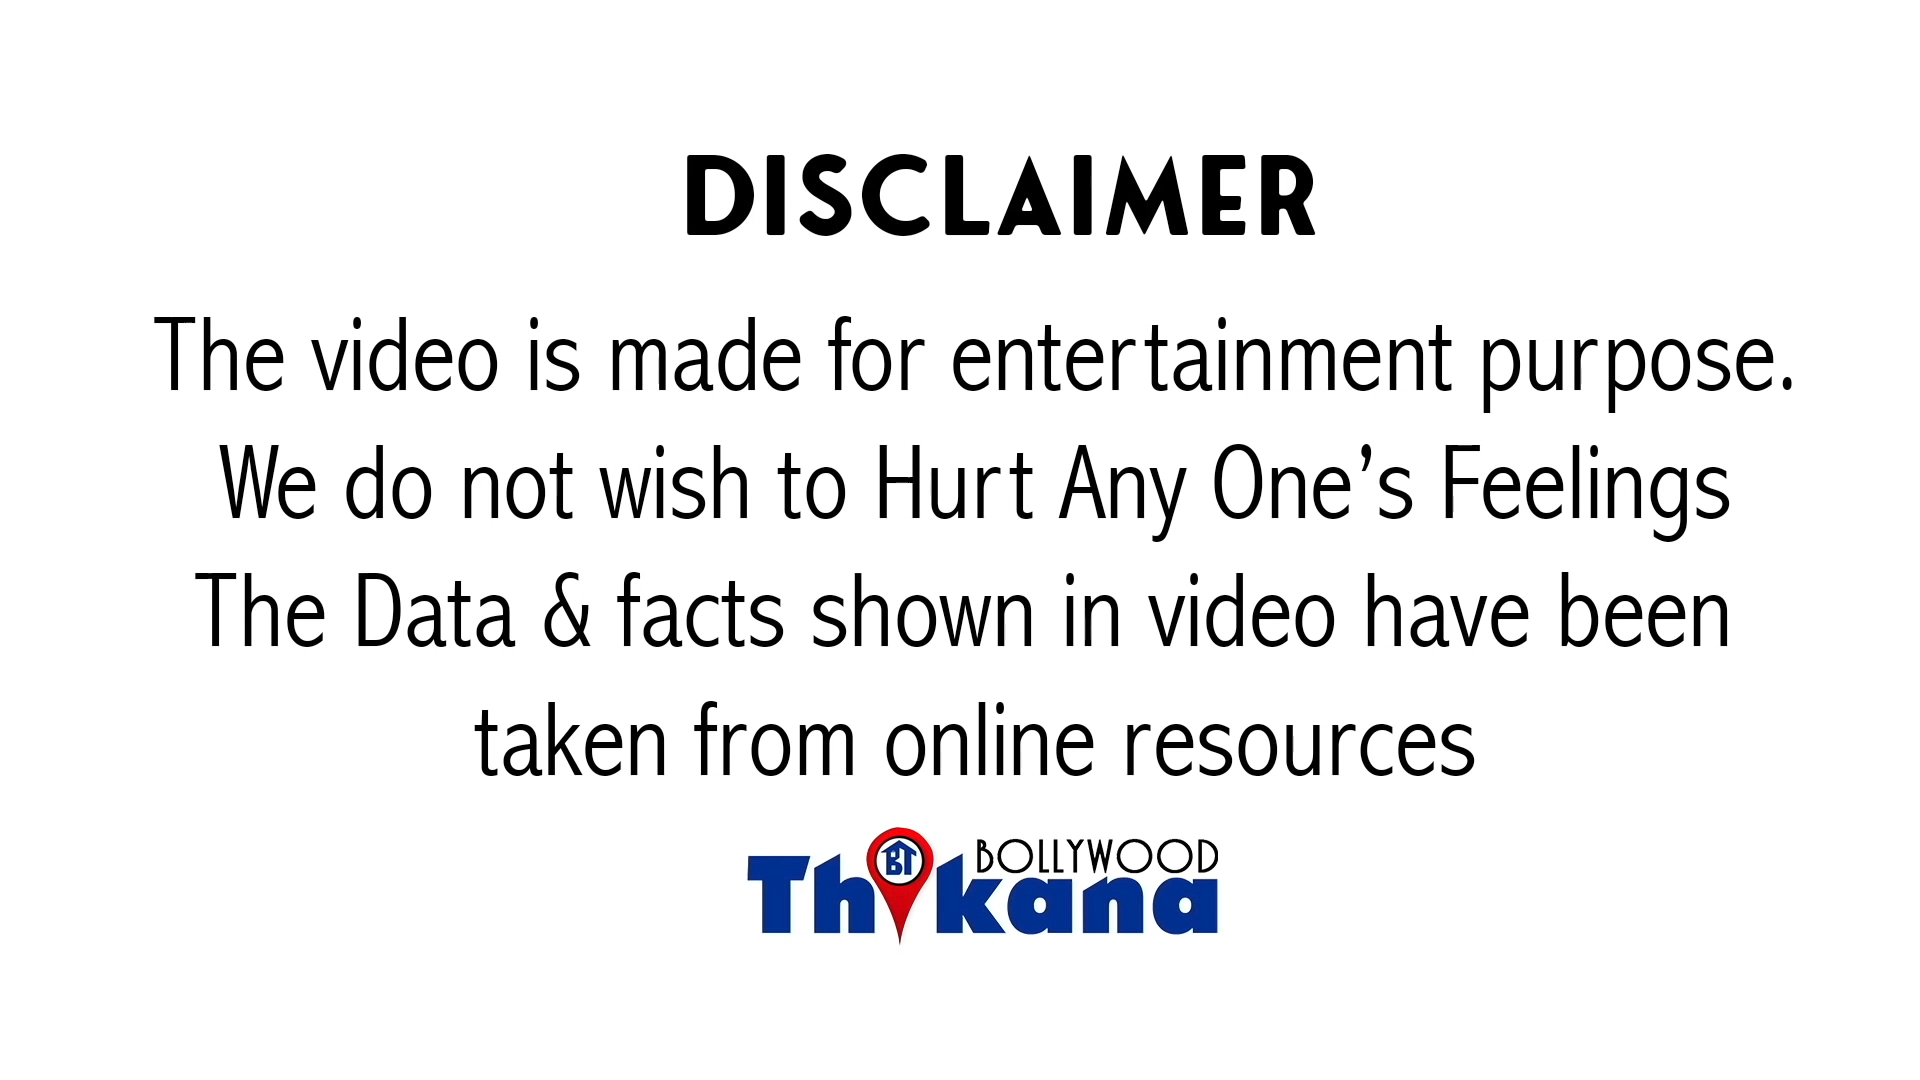 DISCLAIMER
The video is made for entertainment purpose.
We do not wish to Hurt Any One’s Feelings
The Data & facts shown in video have been
taken from online resources
BOLLYWOOD
BT
Thikana